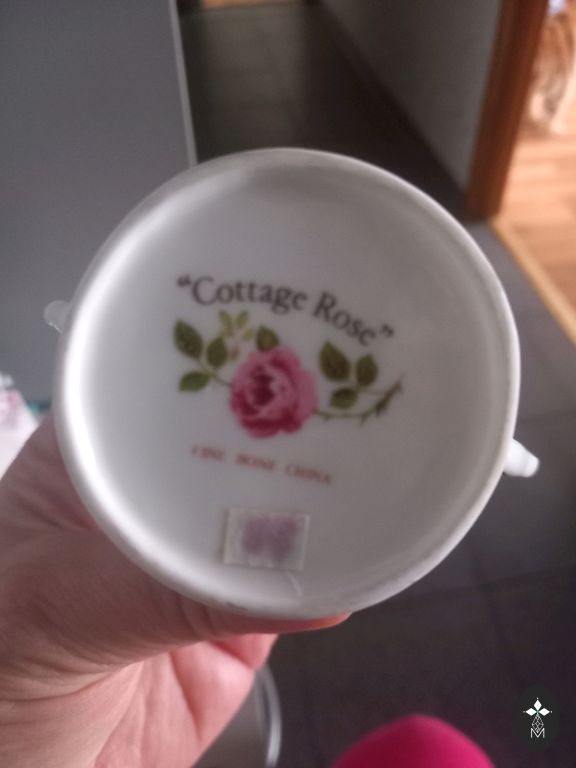 “Cottage Rose”
FINE BONE CHINA